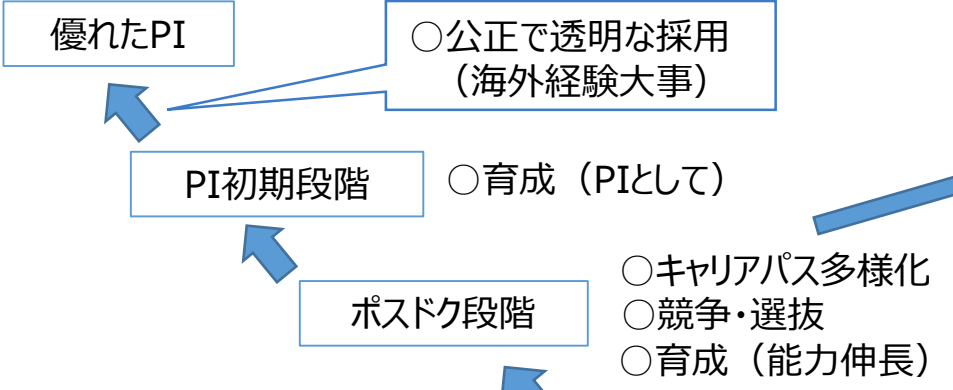 優れたPI
○公正で透明な採用
（海外経験大事）
PI初期段階
○育成（PIとして）
ポスドク段階
○キャリアパス多様化
○競争・選抜
○育成（能力伸長）